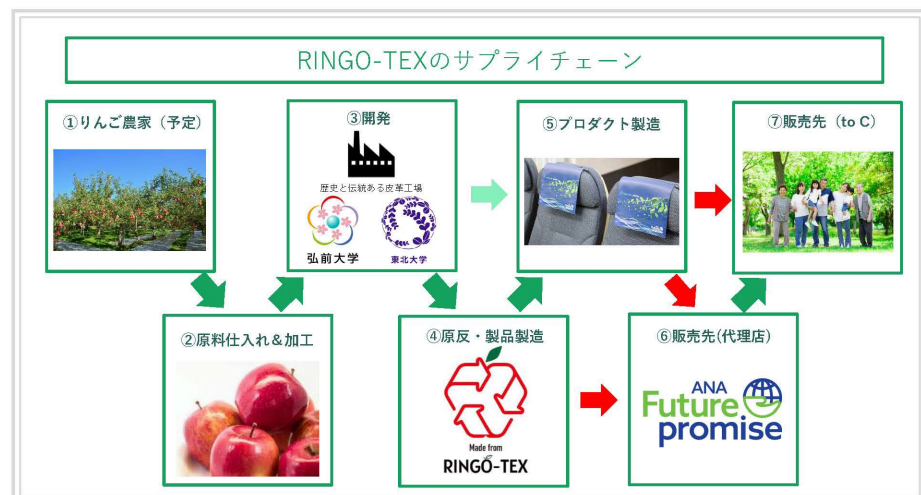 RINGO-TEXのサプライチェーン
①りんご農家（予定）
②原料仕入れ＆加工
③開発
歴史と伝統ある皮革工場
弘前大学
東北大学
④原反・製品製造
Made from
RINGO-TEX
⑤プロダクト製造
⑥販売先(代理店)
ANA
Future
promise
⑦販売先（to C）